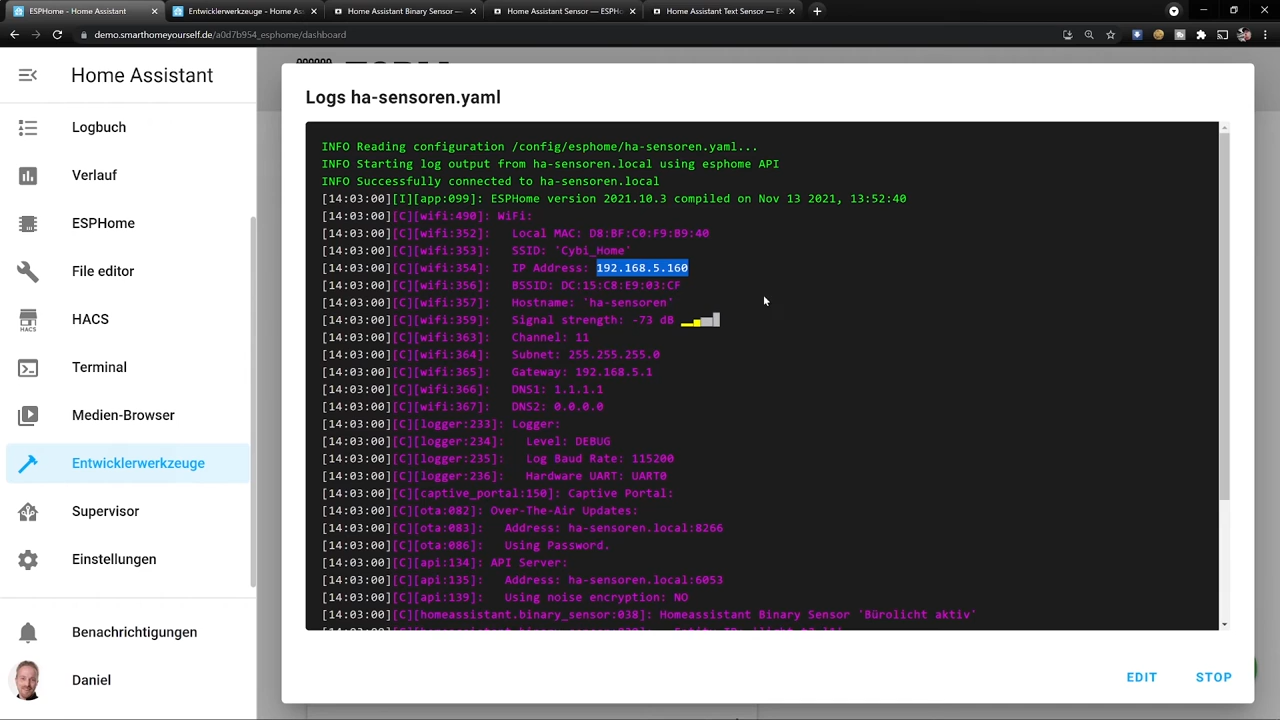 ESPHome - Home Assistant
Entwicklerwerkzeuge - Home As
Home Assistant Binary Sensor —
Home Assistant Sensor — ESPHo
Home Assistant Text Sensor — E
demo.smarthomeyourself.de/a0d7b954_esphome/dashboard
Home Assistant
Logbuch
Verlauf
ESPHome
File editor
HACS
HACS
Terminal
Medien-Browser
Entwicklerwerkzeuge
Supervisor
Einstellungen
Benachrichtigungen
Daniel
Logs ha-sensoren.yaml
INFO Reading configuration /config/esphome/ha-sensoren.yaml...
INFO Starting log output from ha-sensoren.local using esphome API
INFO Successfully connected to ha-sensoren.local
[14:03:00][I][app:099]: ESPHome version 2021.10.3 compiled on Nov 13 2021, 13:52:40
[14:03:00][C][wifi:490]: WiFi:
[14:03:00][C][wifi:352]: Local MAC: D8:BF:C0:F9:B9:40
[14:03:00][C][wifi:353]: SSID: 'Cybi_Home'
[14:03:00][C][wifi:354]: IP Address: 192.168.5.160
[14:03:00][C][wifi:356]: BSSID: DC:15:C8:E9:03:CF
[14:03:00][C][wifi:357]: Hostname: 'ha-sensoren'
[14:03:00][C][wifi:359]: Signal strength: -73 dB
[14:03:00][C][wifi:363]: Channel: 11
[14:03:00][C][wifi:364]: Subnet: 255.255.255.0
[14:03:00][C][wifi:365]: Gateway: 192.168.5.1
[14:03:00][C][wifi:366]: DNS1: 1.1.1.1
[14:03:00][C][wifi:367]: DNS2: 0.0.0.0
[14:03:00][C][logger:233]: Logger:
[14:03:00][C][logger:234]: Level: DEBUG
[14:03:00][C][logger:235]: Log Baud Rate: 115200
[14:03:00][C][logger:236]: Hardware UART: UART0
[14:03:00][C][captive_portal:150]: Captive Portal:
[14:03:00][C][ota:082]: Over-The-Air Updates:
[14:03:00][C][ota:083]: Address: ha-sensoren.local:8266
[14:03:00][C][ota:086]: Using Password.
[14:03:00][C][api:134]: API Server:
[14:03:00][C][api:135]: Address: ha-sensoren.local:6053
[14:03:00][C][api:139]: Using noise encryption: NO
[14:03:00][C][homeassistant.binary_sensor:038]: Homeassistant Binary Sensor 'Bürolicht aktiv'
EDIT
STOP